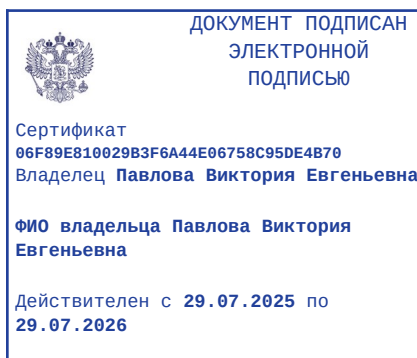 ДОКУМЕНТ ПОДПИСАН
ЭЛЕКТРОННОЙ
ПОДПИСЬЮ
Сертификат
06F89E810029B3F6A44E06758C95DE4B70
Владелец Павлова Виктория Евгеньевна
ФИО владельца Павлова Виктория
Евгеньевна
Действителен с 29.07.2025 по
29.07.2026